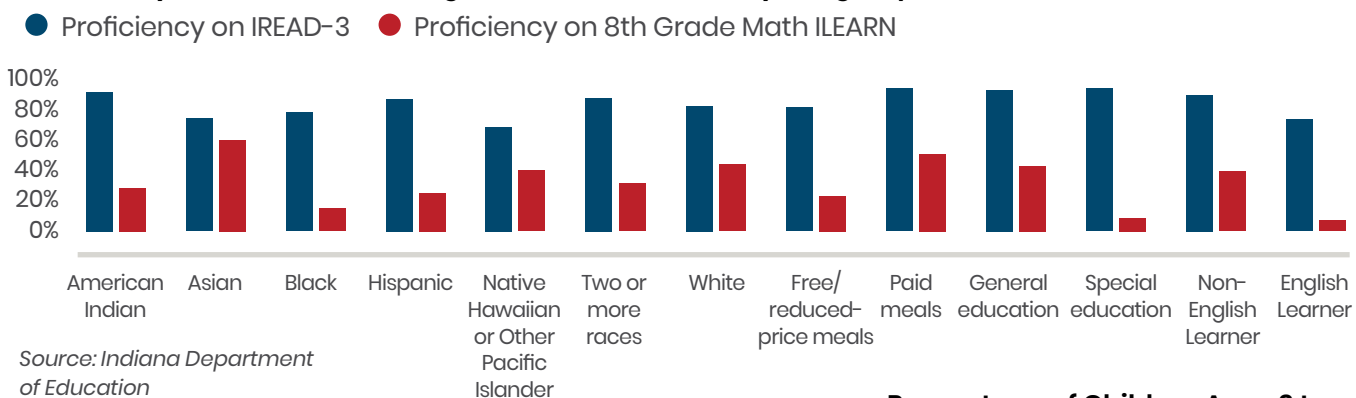 Proficiency on IREAD-3 Proficiency on 8th Grade Math ILEARN
100%
80%
60%
40%
20%
0%
American Indian
Asian
Black
Hispanic
Native Hawaiian or Other Pacific Islander
Two or more races
White
Free/ reduced- price meals
Paid meals
General education
Special education
Non- English Learner
English Learner
Source: Indiana Department
of Education